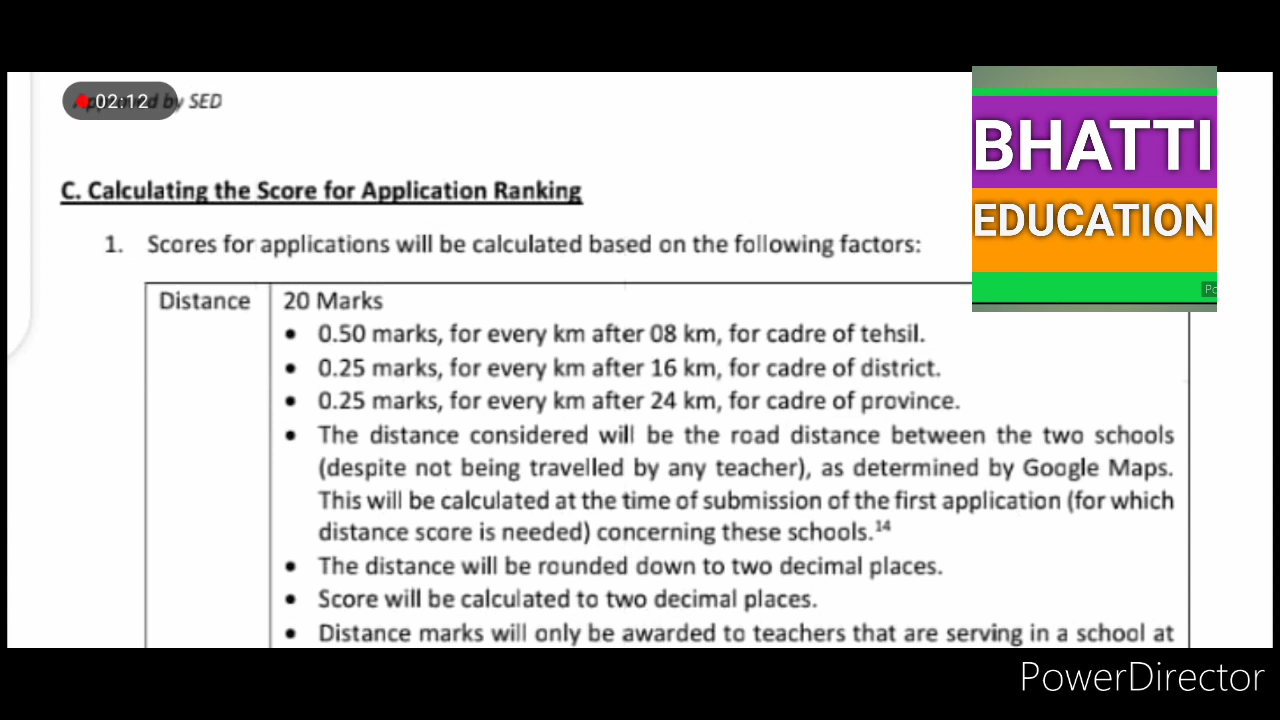 02:12
by SED
BHATTI
EDUCATION
C. Calculating the Score for Application Ranking
1. Scores for applications will be calculated based on the following factors:
Distance
20 Marks
• 0.50 marks, for every km after 08 km, for cadre of tehsil.
• 0.25 marks, for every km after 16 km, for cadre of district.
• 0.25 marks, for every km after 24 km, for cadre of province.
• The distance considered will be the road distance between the two schools
(despite not being travelled by any teacher), as determined by Google Maps.
This will be calculated at the time of submission of the first application (for which
distance score is needed) concerning these schools.¹⁴
• The distance will be rounded down to two decimal places.
• Score will be calculated to two decimal places.
• Distance marks will only be awarded to teachers that are serving in a school at
PowerDirector